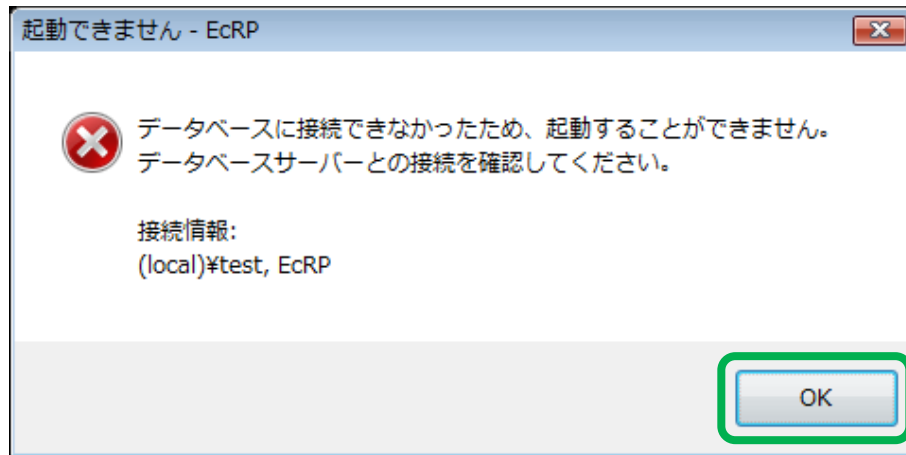 起動できません - EcRP
データベースに接続できなかったため、起動することができません。
データベースサーバーとの接続を確認してください。
接続情報:
(local)¥test, EcRP
OK